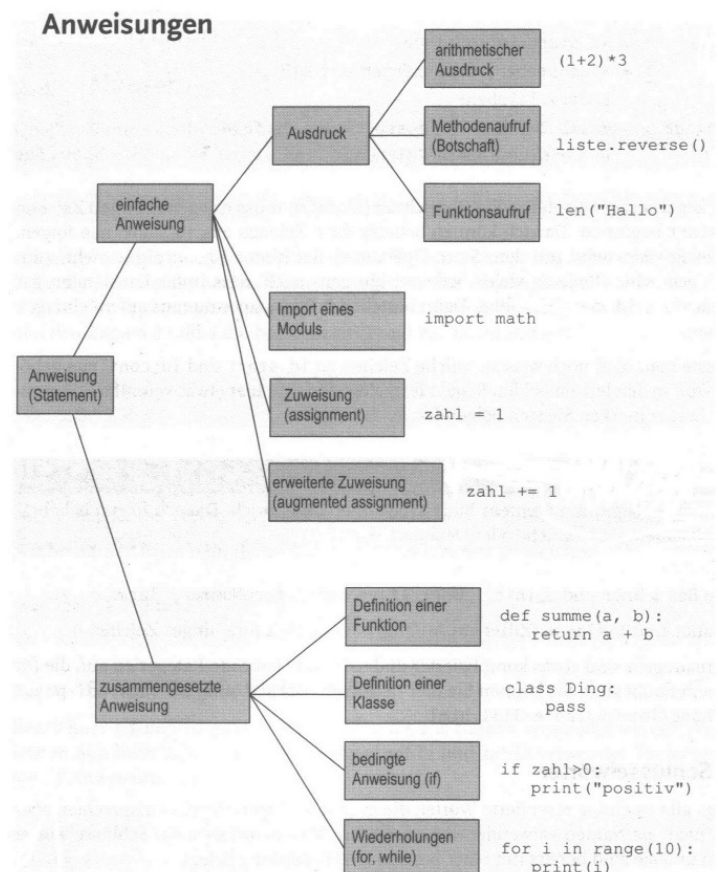 Anweisungen
arithmetischer
Ausdruck
(1+2)*3
Ausdruck
Methodenaufruf
(Botschaft)
liste.reverse()
einfache
Anweisung
Funktionsaufruf
len("Hallo")
Import eines
Moduls
import math
Anweisung
(Statement)
Zuweisung
(assignment)
zahl = 1
erweiterte Zuweisung
(augmented assignment)
zahl += 1
Definition einer
Funktion
def summe(a, b):
return a + b
zusammengesetzte
Anweisung
Definition einer
Klasse
class Ding:
pass
bedingte
Anweisung (if)
if zahl>0:
print("positiv")
Wiederholungen
(for, while)
for i in range(10):
print(i)